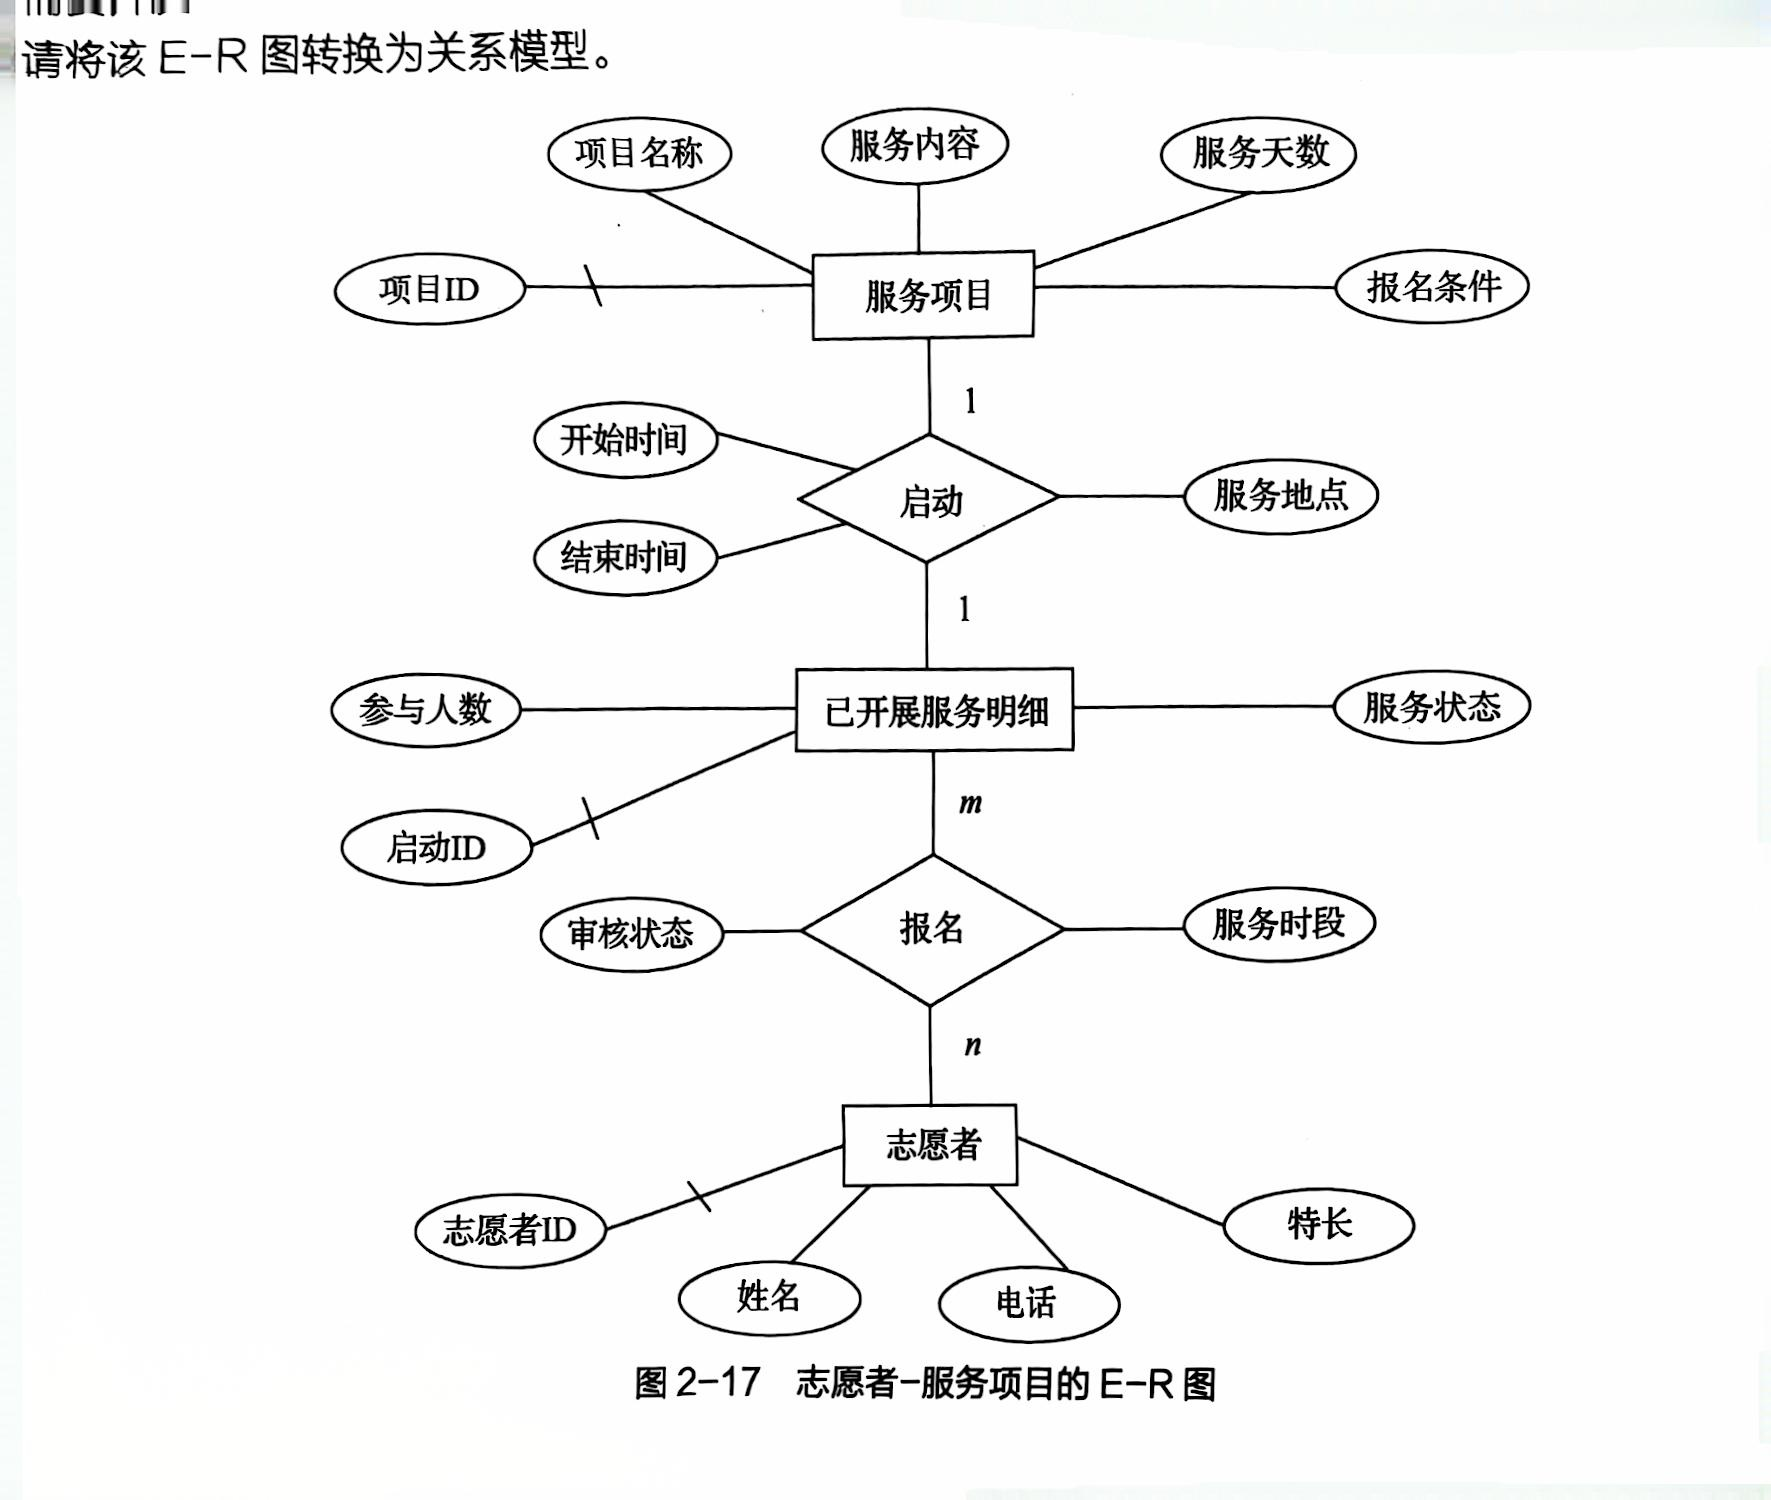 请将该 E-R 图转换为关系模型。
项目名称
服务内容
服务天数
项目ID
服务项目
报名条件
1
开始时间
启动
服务地点
结束时间
1
参与人数
已开展服务明细
服务状态
启动ID
m
审核状态
报名
服务时段
n
志愿者
志愿者ID
特长
姓名
电话
图 2-17 志愿者-服务项目的 E-R 图